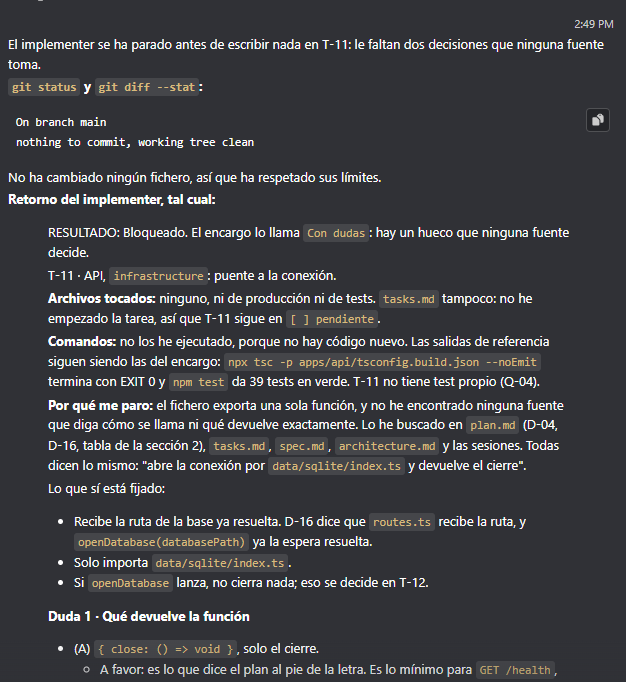 2:49 PM
El implementer se ha parado antes de escribir nada en T-11: le faltan dos decisiones que ninguna fuente
toma.
git status y git diff --stat:
On branch main
nothing to commit, working tree clean
No ha cambiado ningún fichero, así que ha respetado sus límites.
Retorno del implementer, tal cual:
RESULTADO: Bloqueado. El encargo lo llama Con dudas: hay un hueco que ninguna fuente
decide.
T-11 · API, infrastructure: puente a la conexión.
Archivos tocados: ninguno, ni de producción ni de tests. tasks.md tampoco: no he
empezado la tarea, así que T-11 sigue en [ ] pendiente.
Comandos: no los he ejecutado, porque no hay código nuevo. Las salidas de referencia
siguen siendo las del encargo: npx tsc -p apps/api/tsconfig.build.json --noEmit
termina con EXIT 0 y npm test da 39 tests en verde. T-11 no tiene test propio (Q-04).
Por qué me paro: el fichero exporta una sola función, y no he encontrado ninguna fuente
que diga cómo se llama ni qué devuelve exactamente. Lo he buscado en plan.md (D-04,
D-16, tabla de la sección 2), tasks.md, spec.md, architecture.md y las sesiones. Todas
dicen lo mismo: "abre la conexión por data/sqlite/index.ts y devuelve el cierre".
Lo que sí está fijado:
• Recibe la ruta de la base ya resuelta. D-16 dice que routes.ts recibe la ruta, y
openDatabase(databasePath) ya la espera resuelta.
• Solo importa data/sqlite/index.ts.
• Si openDatabase lanza, no cierra nada; eso se decide en T-12.
Duda 1 · Qué devuelve la función
• (A) { close: () => void }, solo el cierre.
○ A favor: es lo que dice el plan al pie de la letra. Es lo mínimo para GET /health,